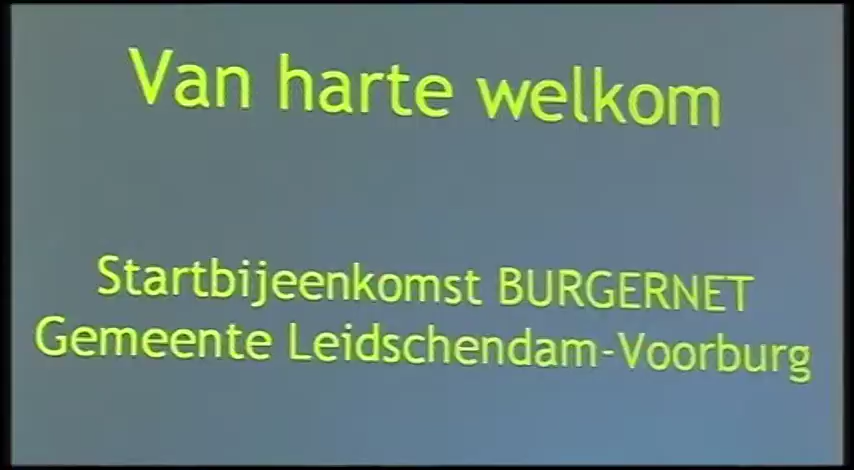 Van harte welkom
Startbijeenkomst BURGERNET
Gemeente Leidschendam-Voorburg